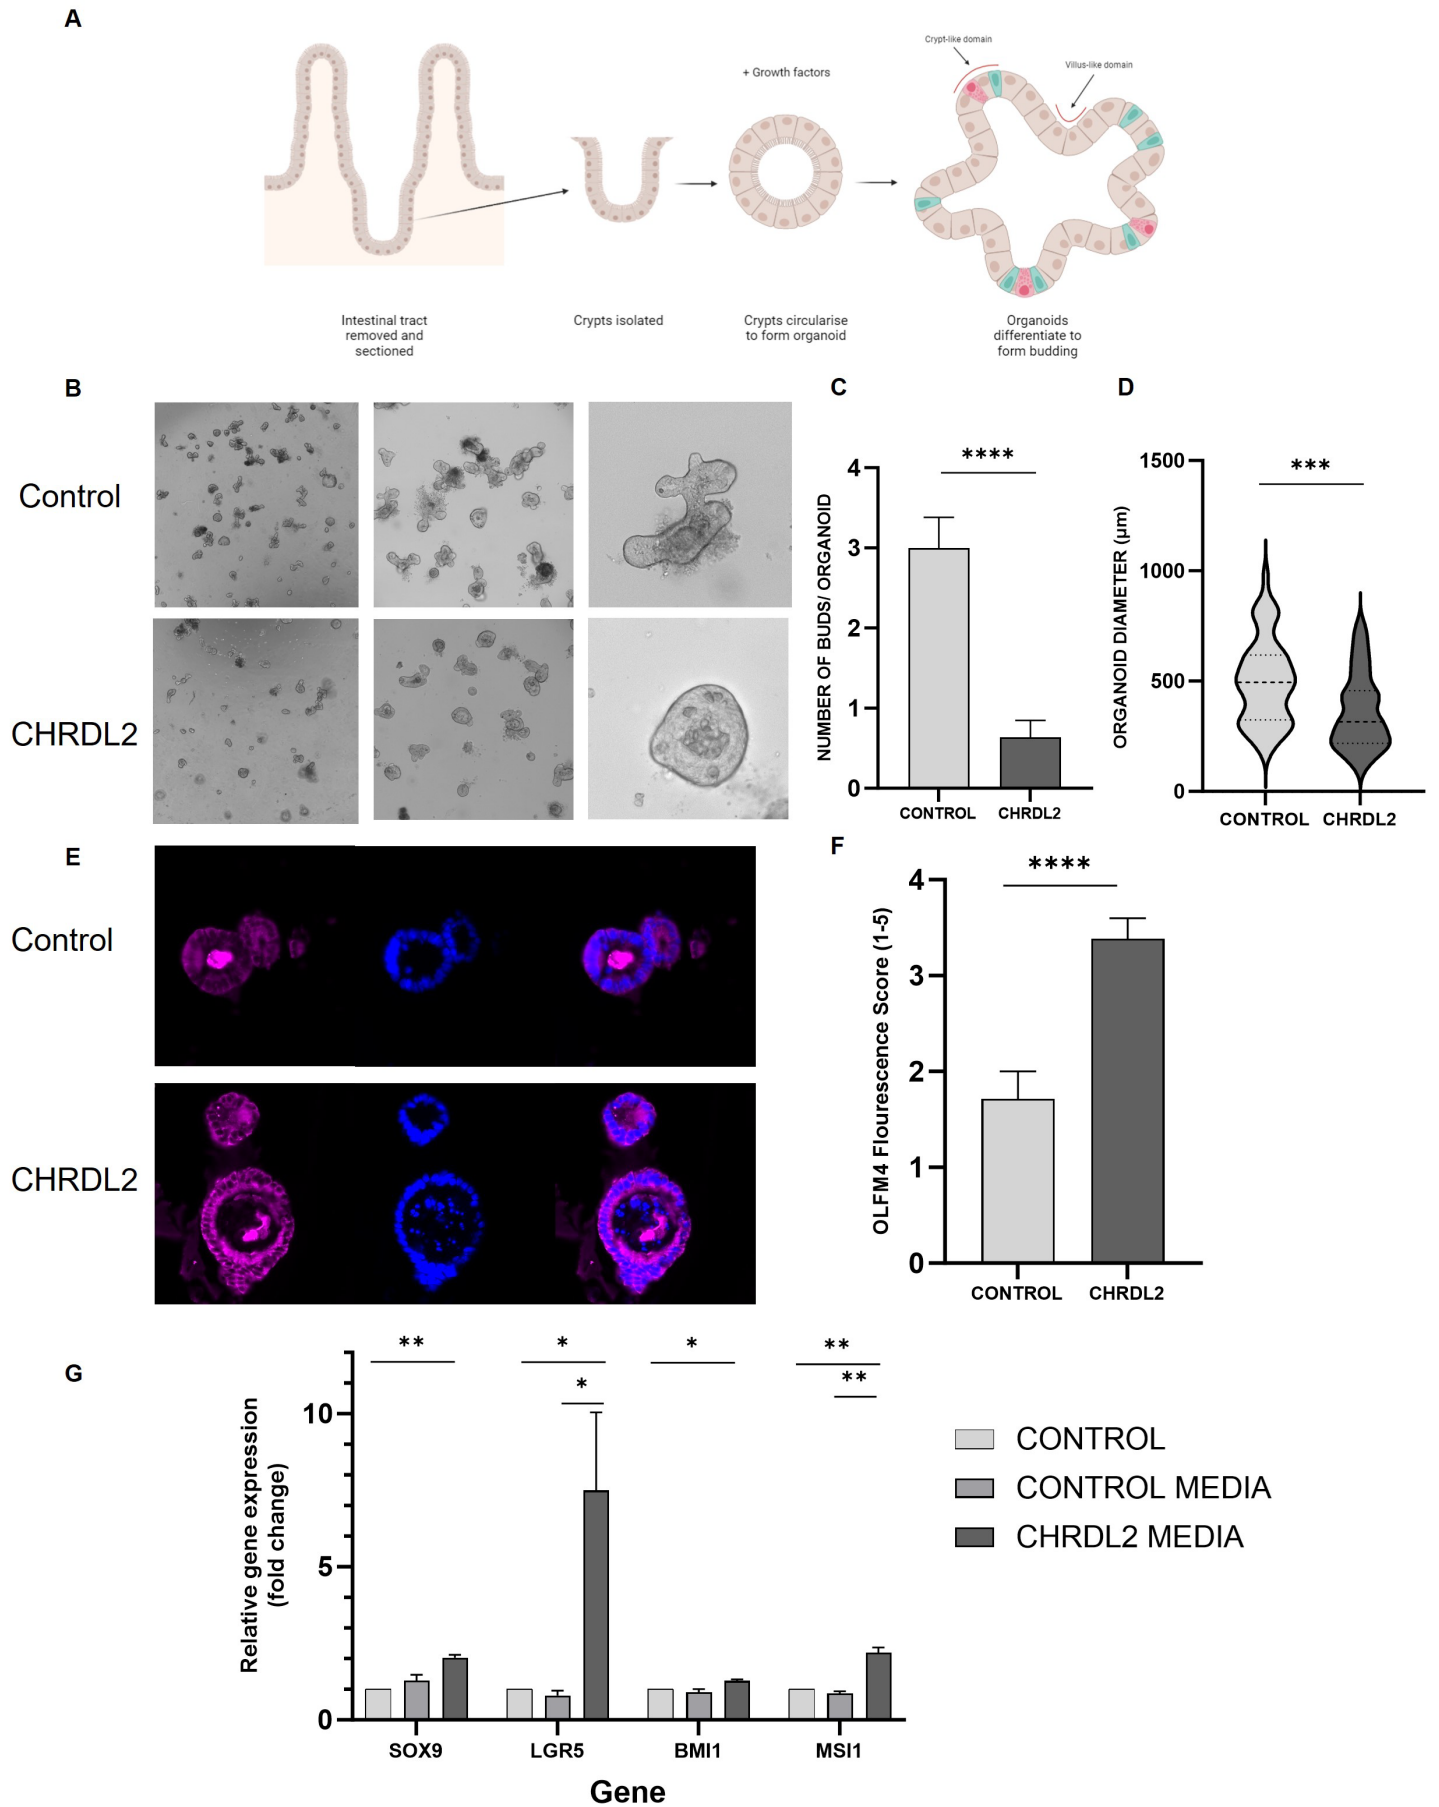 A
Crypt-like domain
Villus-like domain
+ Growth factors
Intestinal tract
removed and
sectioned
Crypts isolated
Crypts circularise
to form organoid
Organoids
differentiate to
form budding
B
Control
CHRDL2
C
****
NUMBER OF BUDS/ ORGANOID
4
3
2
1
0
CONTROL
CHRDL2
D
***
ORGANOID DIAMETER (µm)
1500
1000
500
0
CONTROL
CHRDL2
E
Control
CHRDL2
F
****
OLFM4 Flourescence Score (1-5)
4
3
2
1
0
CONTROL
CHRDL2
G
**
*
*
*
**
**
Relative gene expression
(fold change)
10
5
0
SOX9
LGR5
BMI1
MSI1
Gene
CONTROL
CONTROL MEDIA
CHRDL2 MEDIA